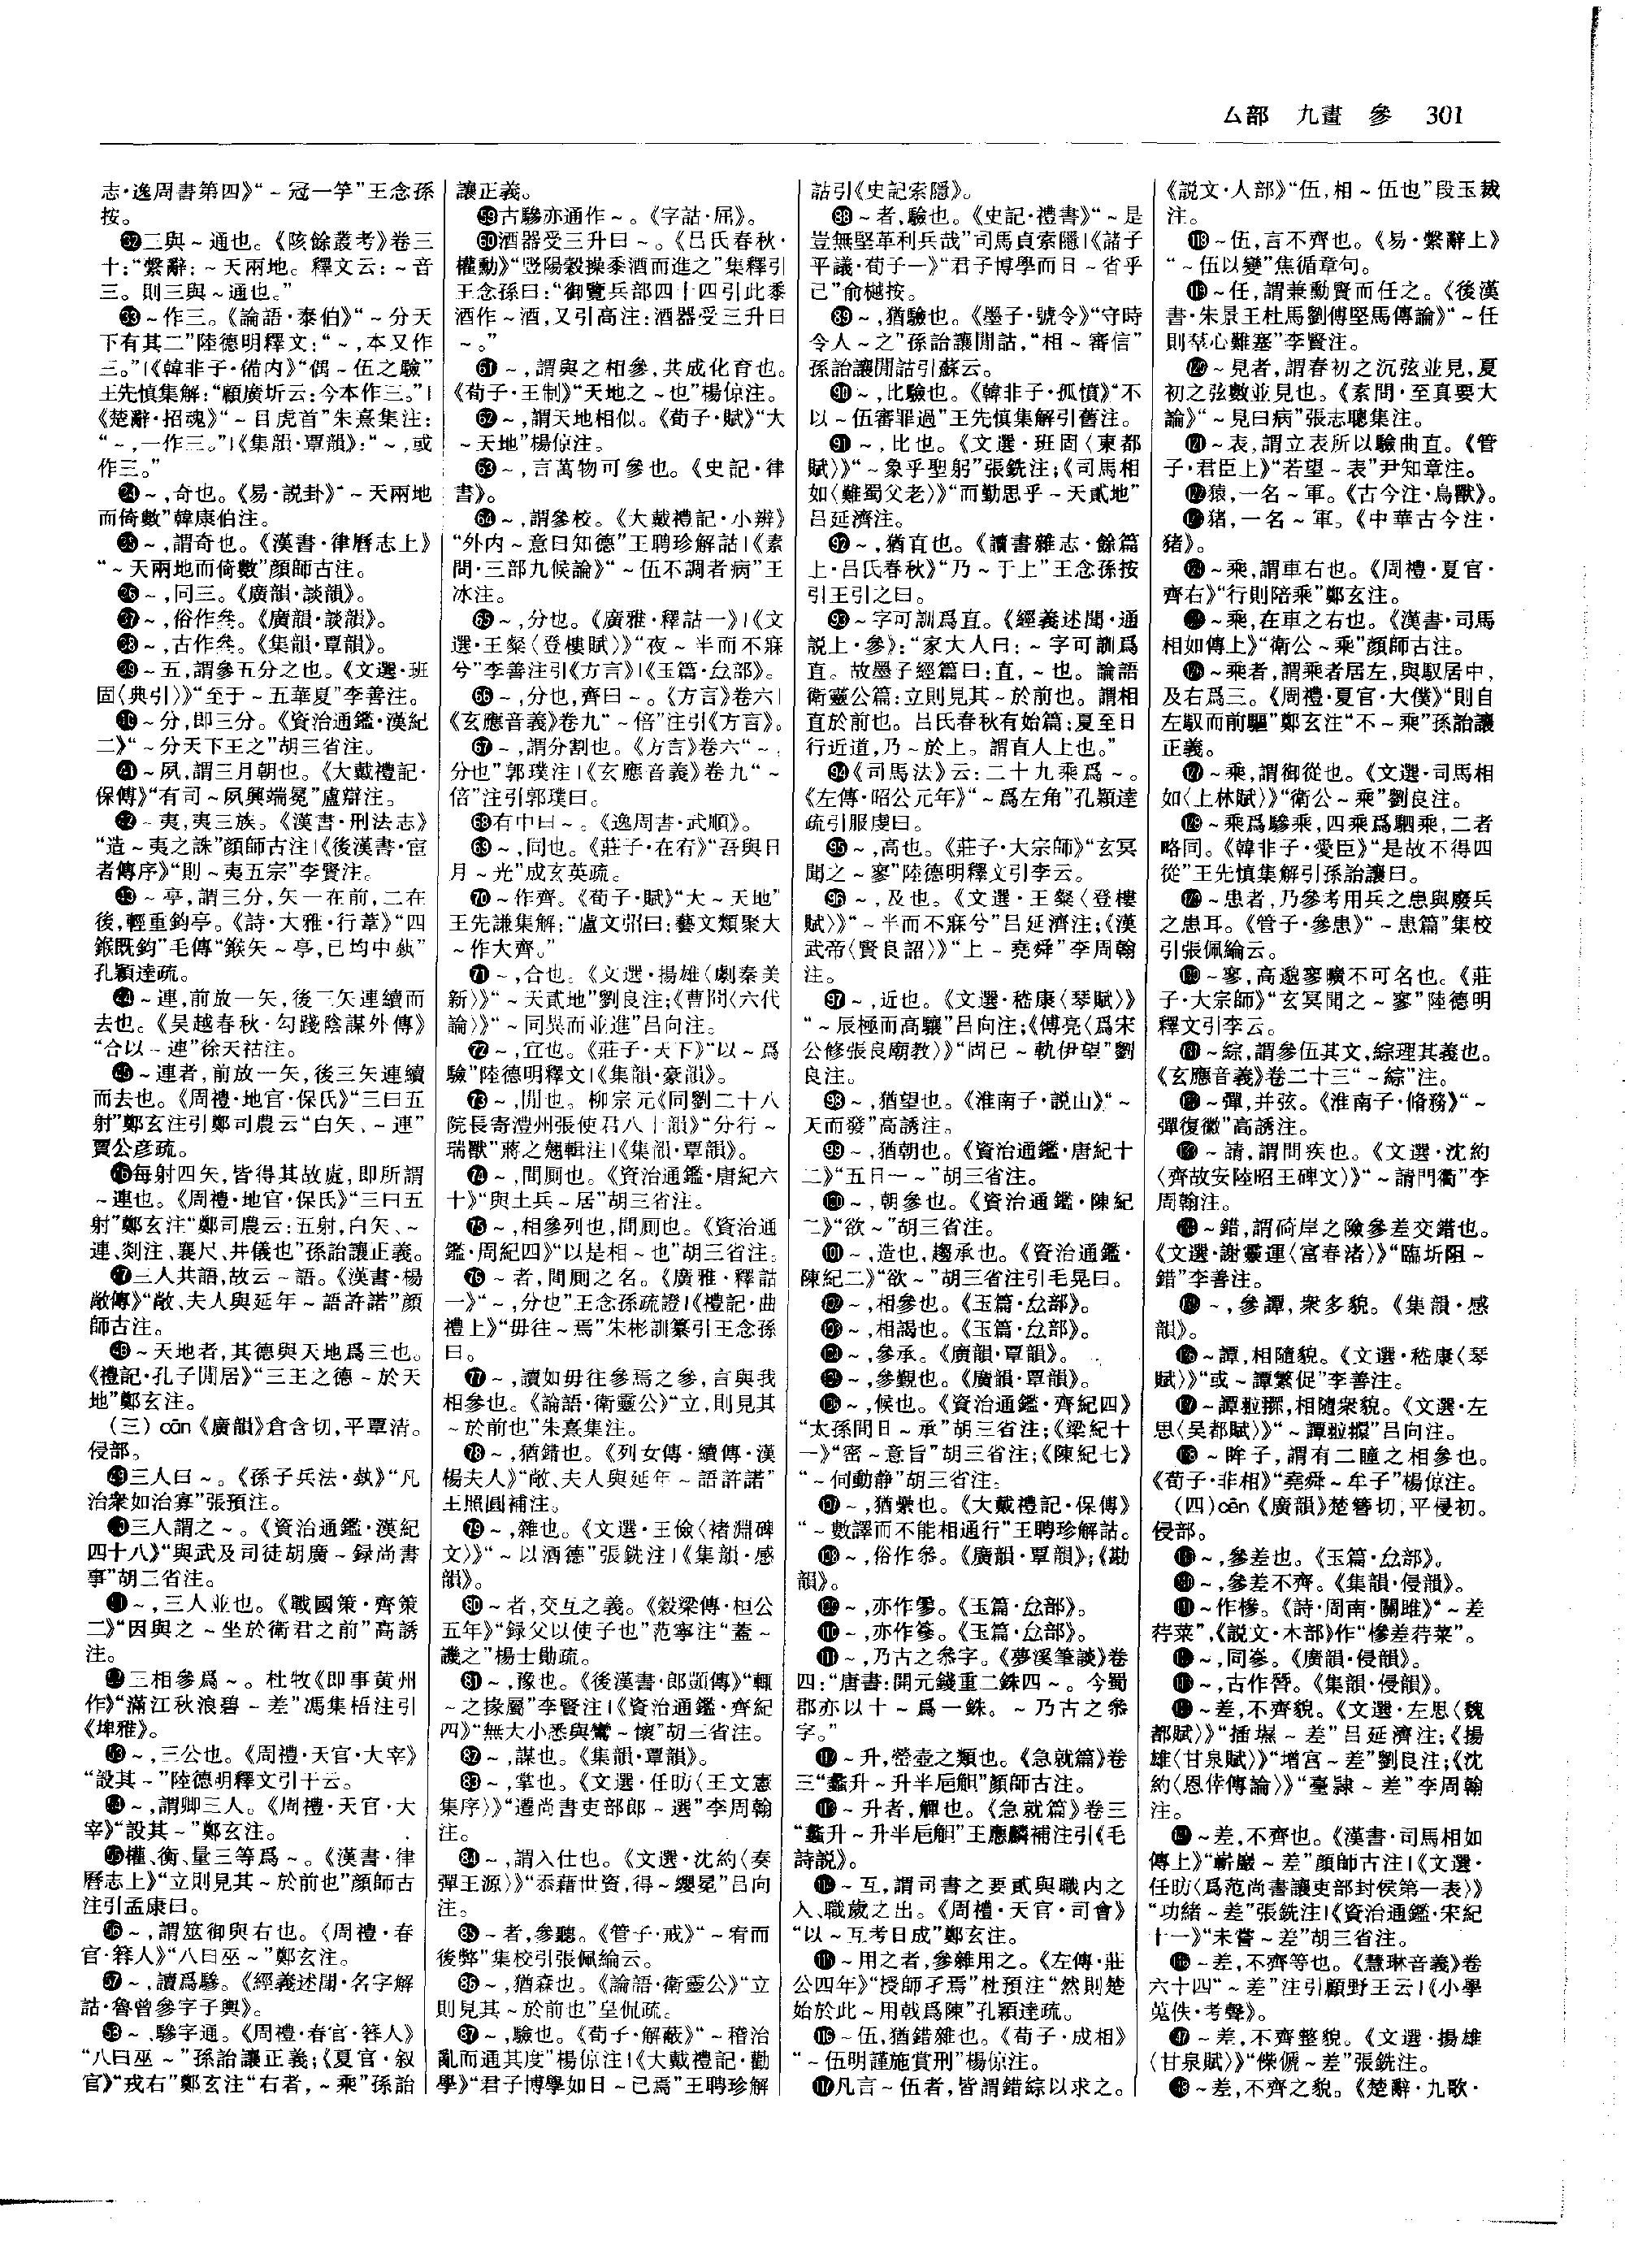 厶部　九畫　參　301
志·逸周書第四》“～冠一竿”王念孫
按。
㉜三與～通也。《陔餘叢考》卷三
十：“繫辭：～天兩地。釋文云：～音
三。則三與～通也。”
㉝～作三。《論語·泰伯》“～分天
下有其二”陸德明釋文：“～，本又作
三。”|《韓非子·備内》“偶～伍之驗”
王先慎集解：“顧廣圻云：今本作三。”|
《楚辭·招魂》“～目虎首”朱熹集注：
“～，一作三。”|《集韻·覃韻》：“～，或
作三。”
㉞～，奇也。《易·説卦》“～天兩地
而倚數”韓康伯注。
㉟～，謂奇也。《漢書·律曆志上》
“～天兩地而倚數”顔師古注。
㊱～，同三。《廣韻·談韻》。
㊲～，俗作叅。《廣韻·談韻》。
㊳～，古作叅。《集韻·覃韻》。
㊴～五，謂參五分之也。《文選·班
固〈典引〉》“至于～五華夏”李善注。
㊵～分，即三分。《資治通鑑·漢紀
二》“～分天下王之”胡三省注。
㊶～夙，謂三月朝也。《大戴禮記·
保傅》“有司～夙興端冕”盧辯注。
㊷～夷，夷三族。《漢書·刑法志》
“造～夷之誅”顔師古注|《後漢書·宦
者傳序》“則～夷五宗”李賢注。
㊸～亭，謂三分，矢一在前，二在
後，輕重鈞亭。《詩·大雅·行葦》“四
鍭既鈞”毛傳“鍭矢～亭，已均中蓺”
孔穎達疏。
㊹～連，前放一矢，後三矢連續而
去也。《吴越春秋·勾踐陰謀外傳》
“合以～連”徐天祜注。
㊺～連者，前放一矢，後三矢連續
而去也。《周禮·地官·保氏》“三曰五
射”鄭玄注引鄭司農云“白矢、～連”
賈公彦疏。
㊻每射四矢，皆得其故處，即所謂
～連也。《周禮·地官·保氏》“三曰五
射”鄭玄注“鄭司農云：五射，白矢、～
連、剡注、襄尺、井儀也”孫詒讓正義。
㊼三人共語，故云～語。《漢書·楊
敞傳》“敞、夫人與延年～語許諾”顔
師古注。
㊽～天地者，其德與天地爲三也。
《禮記·孔子閒居》“三王之德～於天
地”鄭玄注。
（三）cān《廣韻》倉含切，平覃清。
侵部。
㊾三人曰～。《孫子兵法·埶》“凡
治衆如治寡”張預注。
㊿三人謂之～。《資治通鑑·漢紀
四十八》“與武及司徒胡廣～録尚書
事”胡三省注。
51～，三人並也。《戰國策·齊策
二》“因與之～坐於衛君之前”高誘
注。
52三相參爲～。杜牧《即事黄州
作》“滿江秋浪碧～差”馮集梧注引
《埤雅》。
53～，三公也。《周禮·天官·大宰》
“設其～”陸德明釋文引干云。
54～，謂卿三人。《周禮·天官·大
宰》“設其～”鄭玄注。
55權、衡、量三等爲～。《漢書·律
曆志上》“立則見其～於前也”顔師古
注引孟康曰。
56～，謂筮御與右也。《周禮·春
官·簭人》“八曰巫～”鄭玄注。
57～，讀爲驂。《經義述聞·名字解
詁·魯曾參字子輿》。
58～、驂字通。《周禮·春官·簭人》
“八曰巫～”孫詒讓正義；《夏官·叙
官》“戎右”鄭玄注“右者，～乘”孫詒
讓正義。
59古驂亦通作～。《字詁·屌》。
60酒器受三升曰～。《吕氏春秋·
權勳》“豎陽穀操黍酒而進之”集釋引
王念孫曰：“御覽兵部四十四引此黍
酒作～酒，又引高注：酒器受三升曰
～。”
61～，謂與之相參，共成化育也。
《荀子·王制》“天地之～也”楊倞注。
62～，謂天地相似。《荀子·賦》“大
～天地”楊倞注。
63～，言萬物可參也。《史記·律
書》。
64～，謂參校。《大戴禮記·小辨》
“外内～意曰知德”王聘珍解詁|《素
問·三部九候論》“～伍不調者病”王
冰注。
65～，分也。《廣雅·釋詁一》|《文
選·王粲〈登樓賦〉》“夜～半而不寐
兮”李善注引《方言》|《玉篇·厽部》。
66～，分也，齊曰～。《方言》卷六|
《玄應音義》卷九“～倍”注引《方言》。
67～，謂分割也。《方言》卷六“～，
分也”郭璞注|《玄應音義》卷九“～
倍”注引郭璞曰。
68有中曰～。《逸周書·武順》。
69～，同也。《莊子·在宥》“吾與日
月～光”成玄英疏。
70～作齊。《荀子·賦》“大～天地”
王先謙集解：“盧文弨曰：藝文類聚大
～作大齊。”
71～，合也。《文選·揚雄〈劇秦美
新〉》“～天貳地”劉良注；《曹冏〈六代
論〉》“～同異而並進”吕向注。
72～，宜也。《莊子·天下》“以～爲
驗”陸德明釋文|《集韻·豪韻》。
73～，閒也。柳宗元《同劉二十八
院長寄澧州張使君八十韻》“分行～
瑞獸”蔣之翹輯注|《集韻·覃韻》。
74～，間厠也。《資治通鑑·唐紀六
十》“與土兵～居”胡三省注。
75～，相參列也，間厠也。《資治通
鑑·周紀四》“以是相～也”胡三省注。
76～者，間厠之名。《廣雅·釋詁
一》“～，分也”王念孫疏證|《禮記·曲
禮上》“毋往～焉”朱彬訓纂引王念孫
曰。
77～，讀如毋往參焉之參，言與我
相參也。《論語·衛靈公》“立，則見其
～於前也”朱熹集注。
78～，猶錯也。《列女傳·續傳·漢
楊夫人》“敞、夫人與延年～語許諾”
王照圓補注。
79～，雜也。《文選·王儉〈褚淵碑
文〉》“～以酒德”張銑注|《集韻·感
韻》。
80～者，交互之義。《穀梁傳·桓公
五年》“録父以使子也”范寧注“蓋～
譏之”楊士勛疏。
81～，豫也。《後漢書·郎顗傳》“輒
～之掾屬”李賢注|《資治通鑑·齊紀
四》“無大小悉與鸞～懷”胡三省注。
82～，謀也。《集韻·覃韻》。
83～，掌也。《文選·任昉〈王文憲
集序〉》“遷尚書吏部郎～選”李周翰
注。
84～，謂入仕也。《文選·沈約〈奏
彈王源〉》“忝藉世資，得～纓冕”吕向
注。
85～者，參聽。《管子·戒》“～宥而
後弊”集校引張佩綸云。
86～，猶森也。《論語·衛靈公》“立
則見其～於前也”皇侃疏。
87～，驗也。《荀子·解蔽》“～稽治
亂而通其度”楊倞注|《大戴禮記·勸
學》“君子博學如日～己焉”王聘珍解
詁引《史記索隱》。
88～者，驗也。《史記·禮書》“～是
豈無堅革利兵哉”司馬貞索隱|《諸子
平議·荀子一》“君子博學而日～省乎
己”俞樾按。
89～，猶驗也。《墨子·號令》“守時
令人～之”孫詒讓閒詁，“相～審信”
孫詒讓閒詁引蘇云。
90～，比驗也。《韓非子·孤憤》“不
以～伍審罪過”王先慎集解引舊注。
91～，比也。《文選·班固〈東都
賦〉》“～象乎聖躬”張銑注；《司馬相
如〈難蜀父老〉》“而勤思乎～天貳地”
吕延濟注。
92～，猶直也。《讀書雜志·餘篇
上·吕氏春秋》“乃～于上”王念孫按
引王引之曰。
93～字可訓爲直。《經義述聞·通
説上·參》：“家大人曰：～字可訓爲
直。故墨子經篇曰：直，～也。論語
衛靈公篇：立則見其～於前也。謂相
直於前也。吕氏春秋有始篇：夏至日
行近道，乃～於上。謂直人上也。”
94《司馬法》云：二十九乘爲～。
《左傳·昭公元年》“～爲左角”孔穎達
疏引服虔曰。
95～，高也。《莊子·大宗師》“玄冥
聞之～寥”陸德明釋文引李云。
96～，及也。《文選·王粲〈登樓
賦〉》“～半而不寐兮”吕延濟注；《漢
武帝〈賢良詔〉》“上～堯舜”李周翰
注。
97～，近也。《文選·嵇康〈琴賦〉》
“～辰極而高驤”吕向注；《傅亮〈爲宋
公修張良廟教〉》“固已～軌伊望”劉
良注。
98～，猶望也。《淮南子·説山》“～
天而發”高誘注。
99～，猶朝也。《資治通鑑·唐紀十
二》“五日一～”胡三省注。
100～，朝參也。《資治通鑑·陳紀
二》“欲～”胡三省注。
101～，造也，趨承也。《資治通鑑·
陳紀二》“欲～”胡三省注引毛晃曰。
102～，相參也。《玉篇·厽部》。
103～，相謁也。《玉篇·厽部》。
104～，參承。《廣韻·覃韻》。
105～，參覲也。《廣韻·覃韻》。
106～，候也。《資治通鑑·齊紀四》
“太孫間日～承”胡三省注；《梁紀十
一》“密～意旨”胡三省注；《陳紀七》
“～伺動静”胡三省注。
107～，猶纍也。《大戴禮記·保傅》
“～數譯而不能相通行”王聘珍解詁。
108～，俗作叅。《廣韻·覃韻》；《勘
韻》。
109～，亦作㬱。《玉篇·厽部》。
110～，亦作篸。《玉篇·厽部》。
111～，乃古之叅字。《夢溪筆談》卷
四：“唐書：開元錢重二銖四～。今蜀
郡亦以十～爲一銖。～乃古之叅
字。”
112～升，罃壺之類也。《急就篇》卷
三“蠡升～升半卮觛”顔師古注。
113～升者，觶也。《急就篇》卷三
“蠡升～升半卮觛”王應麟補注引《毛
詩説》。
114～互，謂司書之要貳與職内之
入、職歲之出。《周禮·天官·司會》
“以～互考日成”鄭玄注。
115～用之者，參雜用之。《左傳·莊
公四年》“授師孑焉”杜預注“然則楚
始於此～用戟爲陳”孔穎達疏。
116～伍，猶錯雜也。《荀子·成相》
“～伍明謹施賞刑”楊倞注。
117凡言～伍者，皆謂錯綜以求之。
《説文·人部》“伍，相～伍也”段玉裁
注。
118～伍，言不齊也。《易·繫辭上》
“～伍以變”焦循章句。
119～任，謂兼勳賢而任之。《後漢
書·朱景王杜馬劉傅堅馬傳論》“～任
則羣心難塞”李賢注。
120～見者，謂春初之沉弦並見，夏
初之弦數並見也。《素問·至真要大
論》“～見曰病”張志聰集注。
121～表，謂立表所以驗曲直。《管
子·君臣上》“若望～表”尹知章注。
122猿，一名～軍。《古今注·鳥獸》。
123猪，一名～軍。《中華古今注·
猪》。
124～乘，謂車右也。《周禮·夏官·
齊右》“行則陪乘”鄭玄注。
125～乘，在車之右也。《漢書·司馬
相如傳上》“衛公～乘”顔師古注。
126～乘者，謂乘者居左，與馭居中，
及右爲三。《周禮·夏官·大僕》“則自
左馭而前驅”鄭玄注“不～乘”孫詒讓
正義。
127～乘，謂御從也。《文選·司馬相
如〈上林賦〉》“衛公～乘”劉良注。
128～乘爲驂乘，四乘爲駟乘，二者
略同。《韓非子·愛臣》“是故不得四
從”王先慎集解引孫詒讓曰。
129～患者，乃參考用兵之患與廢兵
之患耳。《管子·參患》“～患篇”集校
引張佩綸云。
130～寥，高邈寥曠不可名也。《莊
子·大宗師》“玄冥聞之～寥”陸德明
釋文引李云。
131～綜，謂參伍其文，綜理其義也。
《玄應音義》卷二十三“～綜”注。
132～彈，并弦。《淮南子·脩務》“～
彈復徽”高誘注。
133～請，謂問疾也。《文選·沈約
〈齊故安陸昭王碑文〉》“～請門衢”李
周翰注。
134～錯，謂碕岸之險參差交錯也。
《文選·謝靈運〈富春渚〉》“臨圻阻～
錯”李善注。
135～，參譚，衆多貌。《集韻·感
韻》。
136～譚，相隨貌。《文選·嵇康〈琴
賦〉》“或～譚繁促”李善注。
137～譚𩙮，相隨衆貌。《文選·左
思〈吴都賦〉》“～譚𩙮”吕向注。
138～眸子，謂有二瞳之相參也。
《荀子·非相》“堯舜～牟子”楊倞注。
（四）cēn《廣韻》楚簪切，平侵初。
侵部。
139～，參差也。《玉篇·厽部》。
140～，參差不齊。《集韻·侵韻》。
141～作槮。《詩·周南·關雎》“～差
荇菜”，《説文·木部》作“槮差荇菜”。
142～，同篸。《廣韻·侵韻》。
143～，古作朁。《集韻·侵韻》。
144～差，不齊貌。《文選·左思〈魏
都賦〉》“插墀～差”吕延濟注；《揚
雄〈甘泉賦〉》“增宫～差”劉良注；《沈
約〈恩倖傳論〉》“臺隷～差”李周翰
注。
145～差，不齊也。《漢書·司馬相如
傳上》“嶄巖～差”顔師古注|《文選·
任昉〈爲范尚書讓吏部封侯第一表〉》
“功緒～差”張銑注|《資治通鑑·宋紀
十一》“未嘗～差”胡三省注。
146～差，不齊等也。《慧琳音義》卷
六十四“～差”注引顧野王云|《小學
蒐佚·考聲》。
147～差，不齊整貌。《文選·揚雄
〈甘泉賦〉》“傑俹～差”張銑注。
148～差，不齊之貌。《楚辭·九歌·